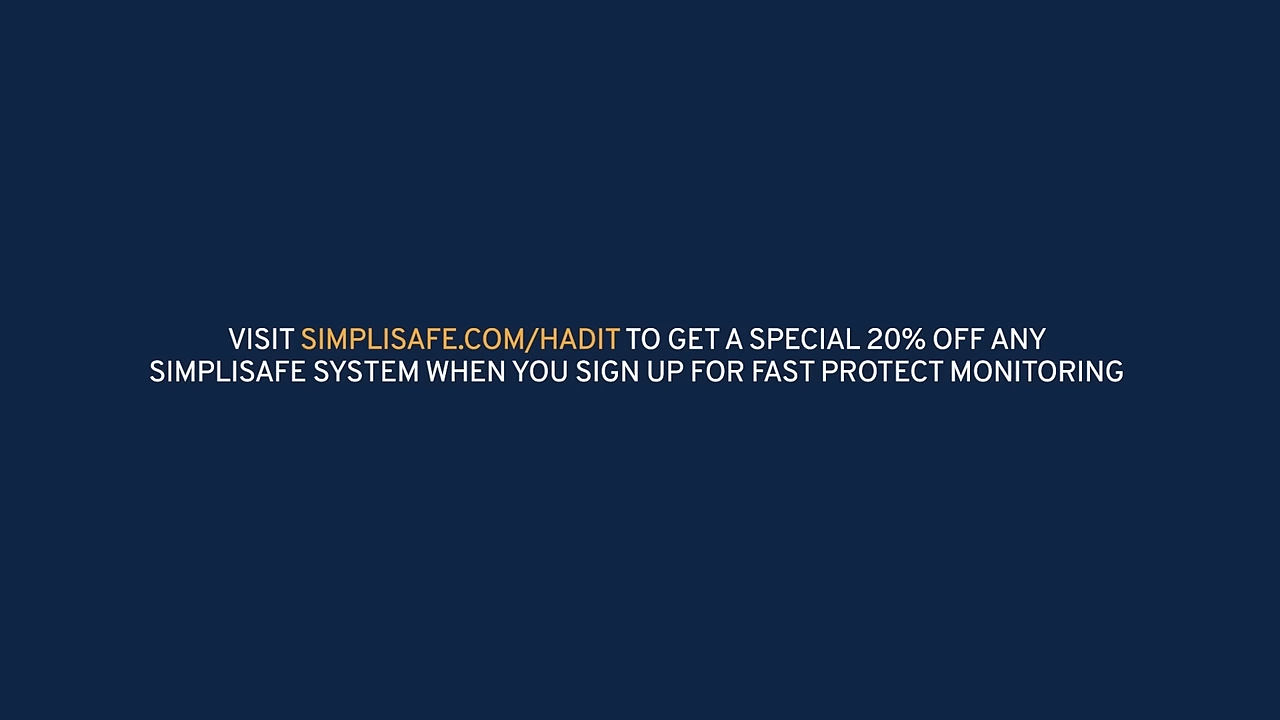 VISIT SIMPLISAFE.COM/HADIT TO GET A SPECIAL 20% OFF ANY
SIMPLISAFE SYSTEM WHEN YOU SIGN UP FOR FAST PROTECT MONITORING